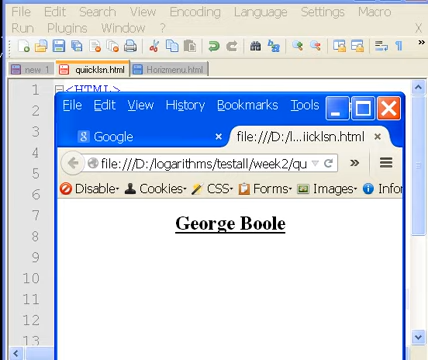 File Edit Search View Encoding Language Settings Macro
Run Plugins Window ? X
new 1 quiicklsn.html Horizmenu.html
1 <HTML>
2
3
4
5
6
7
8
9
10
11
12
13
File Edit View History Bookmarks Tools
Google × file:///D:/l...iicklsn.html ×
file:///D:/logarithms/testall/week2/qu
Disable Cookies CSS Forms Images Infor
George Boole